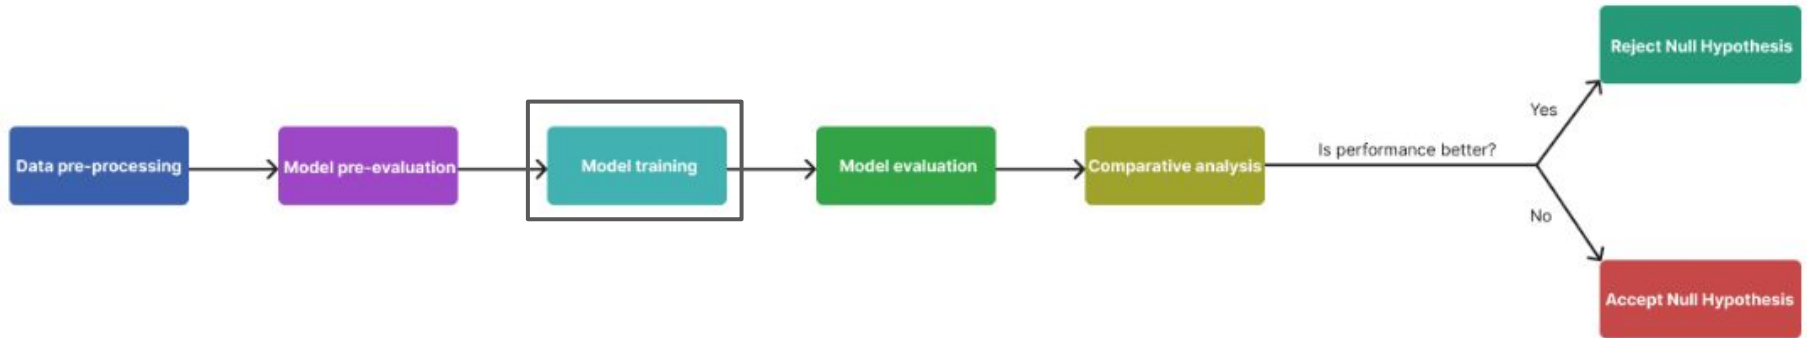 Data pre-processing
Model pre-evaluation
Model training
Model evaluation
Comparative analysis
Is performance better?
Yes
Reject Null Hypothesis
No
Accept Null Hypothesis